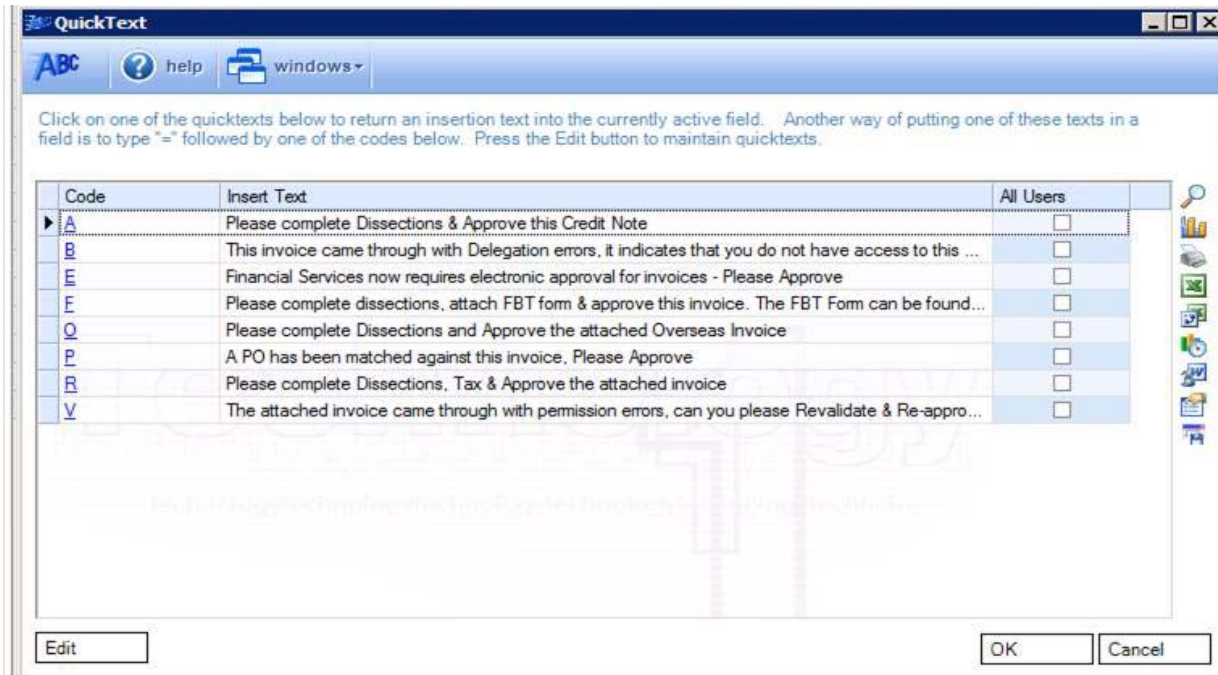 QuickText
ABC help windows
Click on one of the quicktexts below to return an insertion text into the currently active field. Another way of putting one of these texts in a
field is to type "=" followed by one of the codes below. Press the Edit button to maintain quicktexts.
Code Insert Text All Users
A Please complete Dissections & Approve this Credit Note
B This invoice came through with Delegation errors, it indicates that you do not have access to this ...
E Financial Services now requires electronic approval for invoices - Please Approve
F Please complete dissections, attach FBT form & approve this invoice. The FBT Form can be found...
O Please complete Dissections and Approve the attached Overseas Invoice
P A PO has been matched against this invoice, Please Approve
R Please complete Dissections, Tax & Approve the attached invoice
V The attached invoice came through with permission errors, can you please Revalidate & Re-appro...
Edit OK Cancel